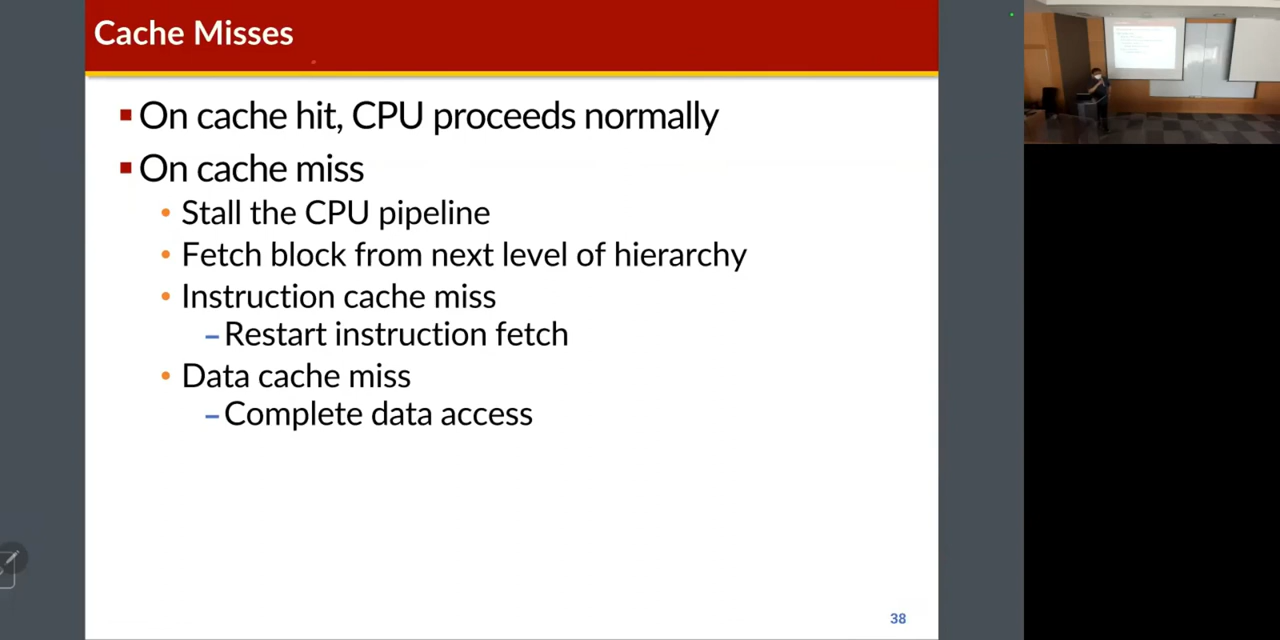 Cache Misses
▪ On cache hit, CPU proceeds normally
▪ On cache miss
• Stall the CPU pipeline
• Fetch block from next level of hierarchy
• Instruction cache miss
– Restart instruction fetch
• Data cache miss
– Complete data access
38